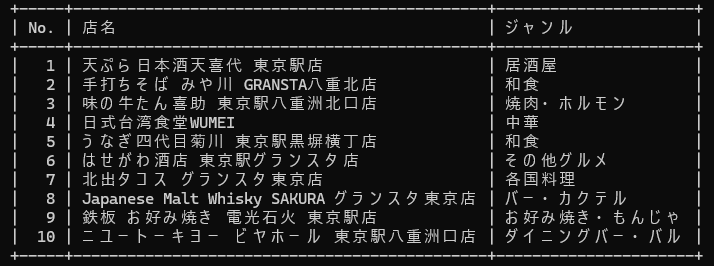 No. 店名 ジャンル
1 天ぷら日本酒天喜代 東京駅店 居酒屋
2 手打ちそば みや川 GRANSTA八重北店 和食
3 味の牛たん喜助 東京駅八重洲北口店 焼肉・ホルモン
4 日式台湾食堂WUMEI 中華
5 うなぎ四代目菊川 東京駅黒塀横丁店 和食
6 はせがわ酒店 東京駅グランスタ店 その他グルメ
7 北出タコス グランスタ東京店 各国料理
8 Japanese Malt Whisky SAKURA グランスタ東京店 バー・カクテル
9 鉄板 お好み焼き 電光石火 東京駅店 お好み焼き・もんじゃ
10 ニユートーキヨー ビヤホール 東京駅八重洲口店 ダイニングバー・バル